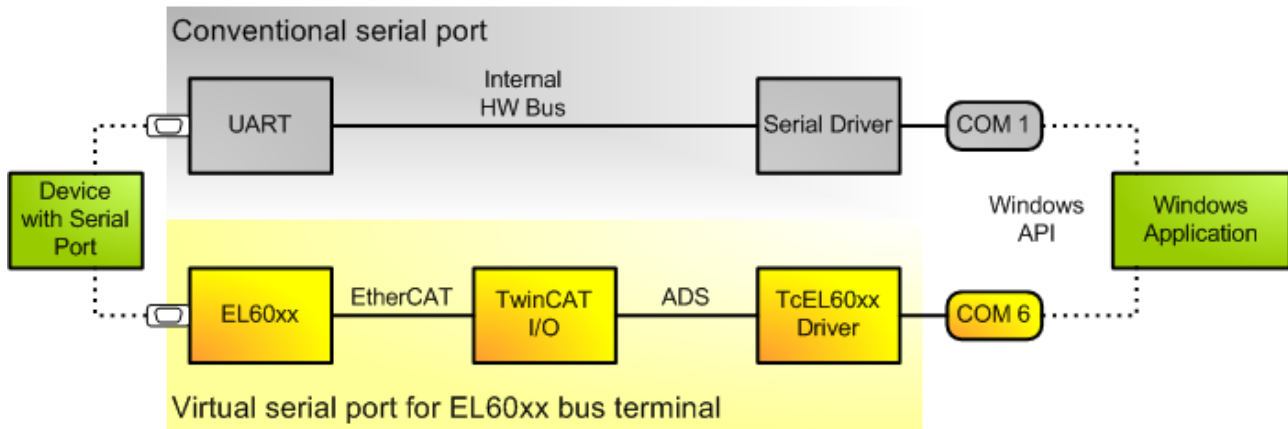 Conventional serial port
Internal
HW Bus
UART
Serial Driver
COM 1
Device
with Serial
Port
Windows
API
Windows
Application
EL60xx
EtherCAT
TwinCAT
I/O
ADS
TcEL60xx
Driver
COM 6
Virtual serial port for EL60xx bus terminal